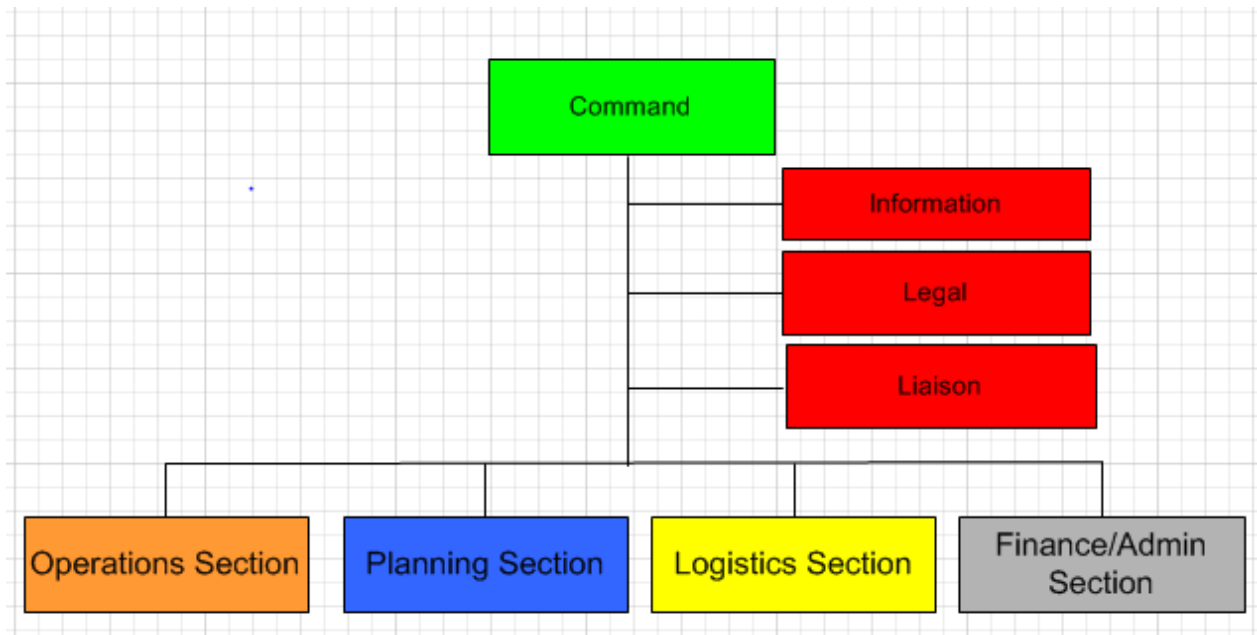 Command
Information
Legal
Liaison
Operations Section
Planning Section
Logistics Section
Finance/Admin
Section